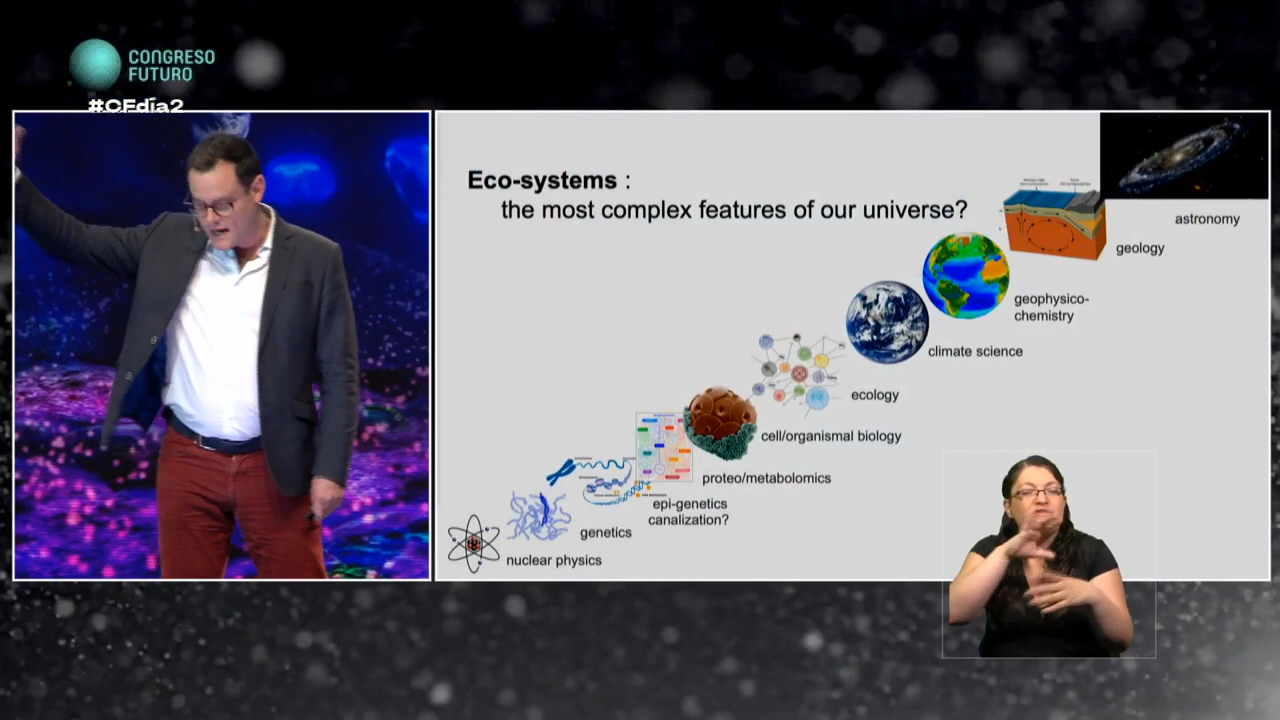 CONGRESO
FUTURO
#CFdía2
Eco-systems :
the most complex features of our universe?
astronomy
geology
geophysico-
chemistry
climate science
ecology
cell/organismal biology
proteo/metabolomics
epi-genetics
canalization?
genetics
nuclear physics